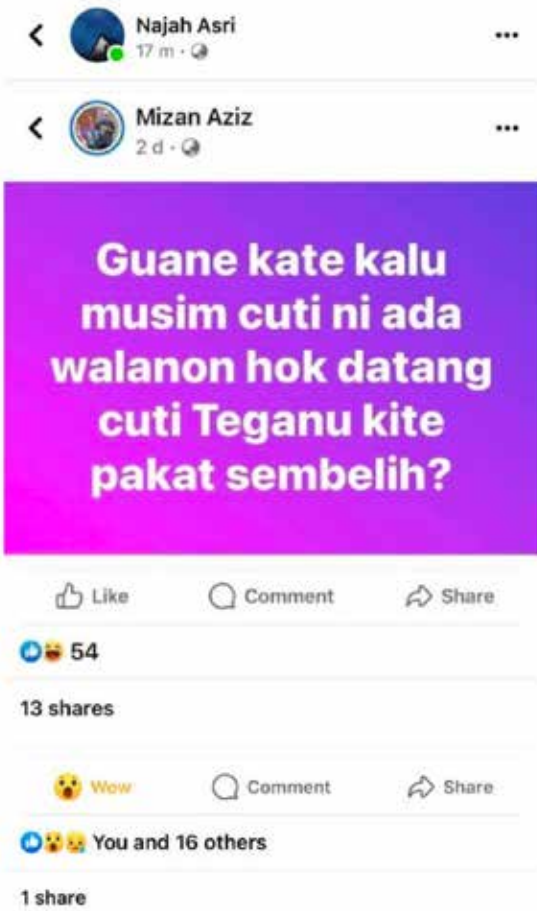 Najah Asri
17 m ·
Mizan Aziz
2 d ·
Guane kate kalu
musim cuti ni ada
walanon hok datang
cuti Teganu kite
pakat sembelih?
Like Comment Share
54
13 shares
Wow Comment Share
You and 16 others
1 share